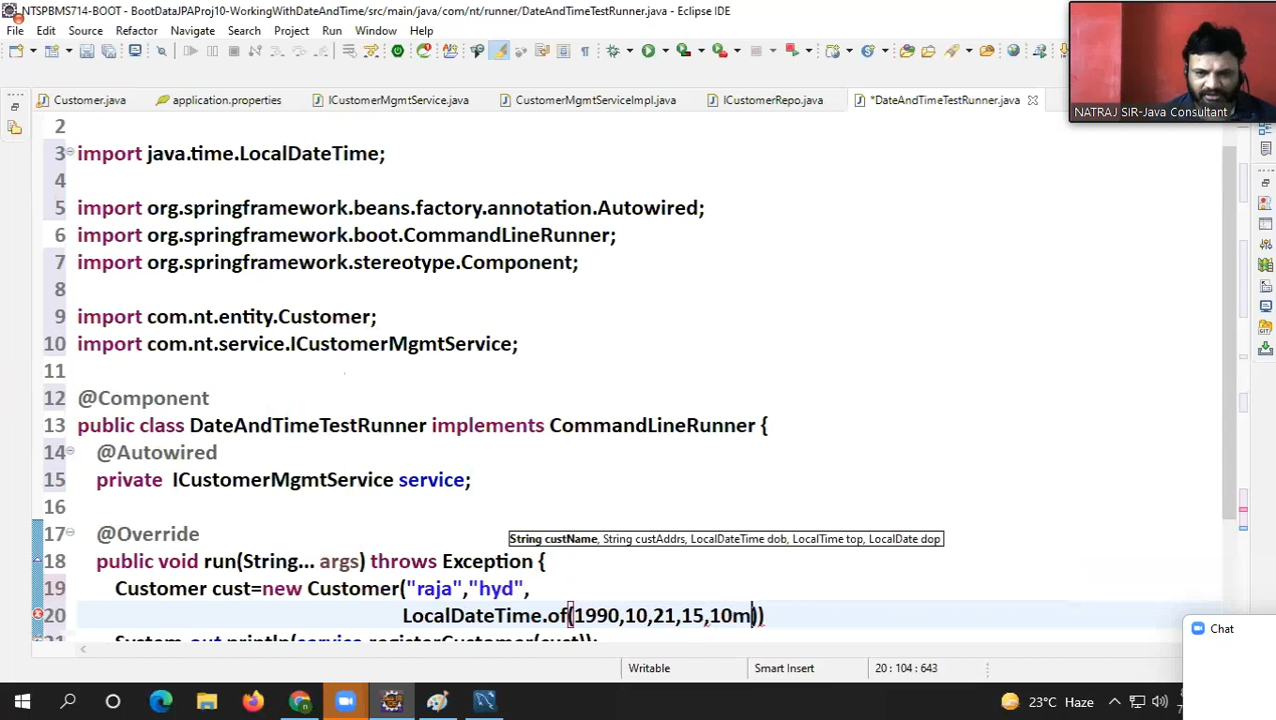 NTSPBMS714-BOOT - BootDataJPAProj10-WorkingWithDateAndTime/src/main/java/com/nt/runner/DateAndTimeTestRunner.java - Eclipse IDE
File Edit Source Refactor Navigate Search Project Run Window Help
Customer.java application.properties ICustomerMgmtService.java CustomerMgmtServiceImpl.java ICustomerRepo.java *DateAndTimeTestRunner.java
NATRAJ SIR-Java Consultant
2
3 import java.time.LocalDateTime;
4
5 import org.springframework.beans.factory.annotation.Autowired;
6 import org.springframework.boot.CommandLineRunner;
7 import org.springframework.stereotype.Component;
8
9 import com.nt.entity.Customer;
10 import com.nt.service.ICustomerMgmtService;
11
12 @Component
13 public class DateAndTimeTestRunner implements CommandLineRunner {
14 @Autowired
15 private ICustomerMgmtService service;
16
17 @Override
String custName, String custAddrs, LocalDateTime dob, LocalTime top, LocalDate dop
18 public void run(String... args) throws Exception {
19 Customer cust=new Customer("raja","hyd",
20 LocalDateTime.of(1990,10,21,15,10m))
21 System.out.println(service.registerCustomer(cust));
Chat
Writable Smart Insert 20 : 104 : 643
23°C Haze